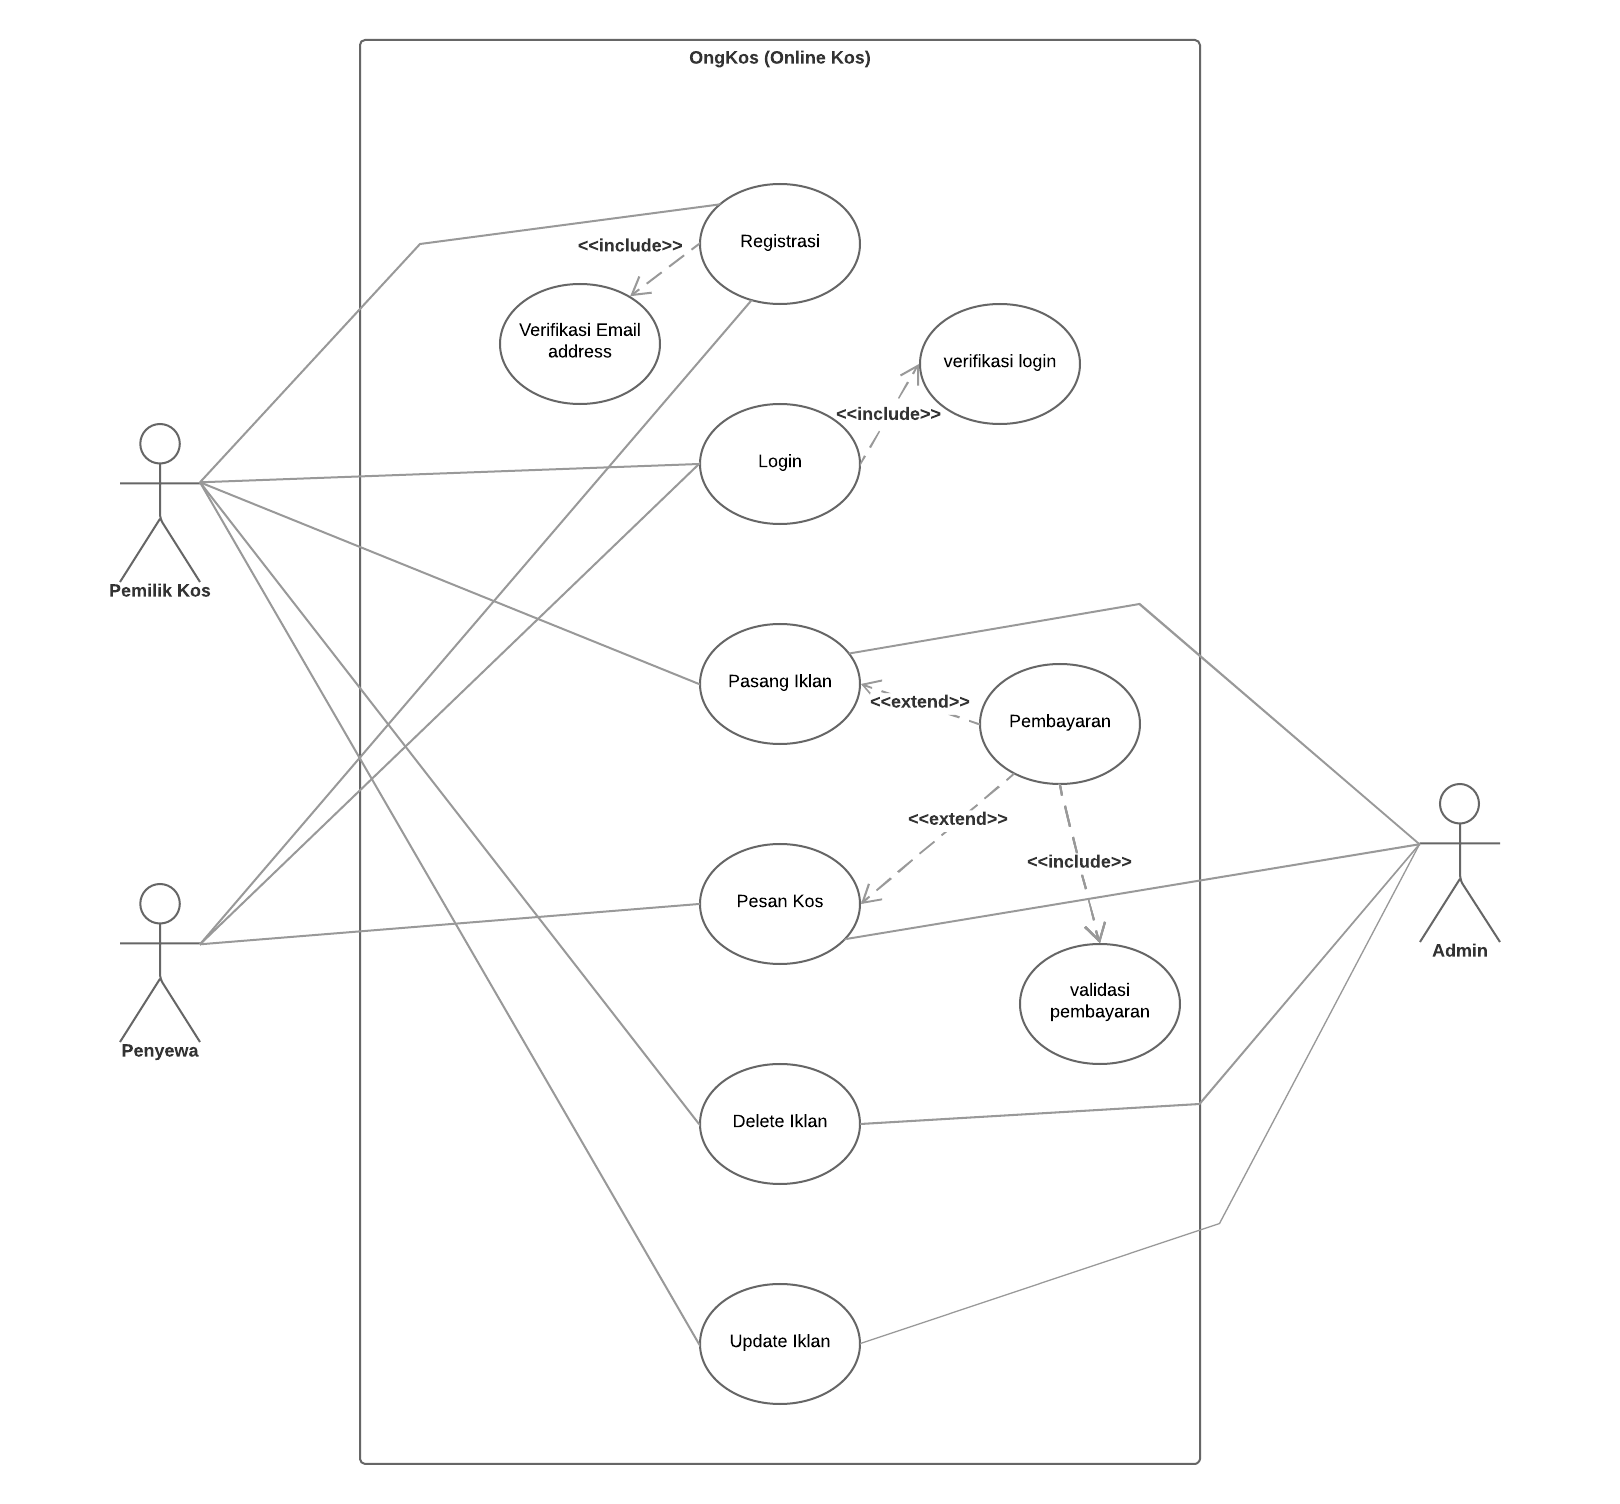 OngKos (Online Kos)
Registrasi
<<include>>
Verifikasi Email
address
verifikasi login
<<include>>
Login
Pemilik Kos
Pasang Iklan
<<extend>>
Pembayaran
<<extend>>
<<include>>
Pesan Kos
Admin
validasi
pembayaran
Penyewa
Delete Iklan
Update Iklan